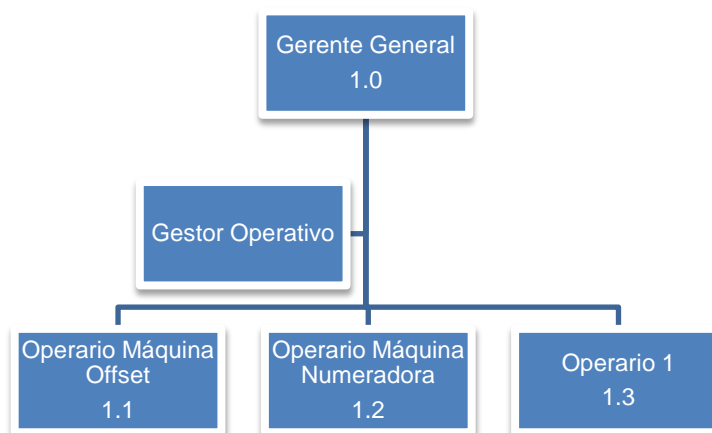 Gerente General
1.0
Gestor Operativo
Operario Máquina
Offset
1.1
Operario Máquina
Numeradora
1.2
Operario 1
1.3